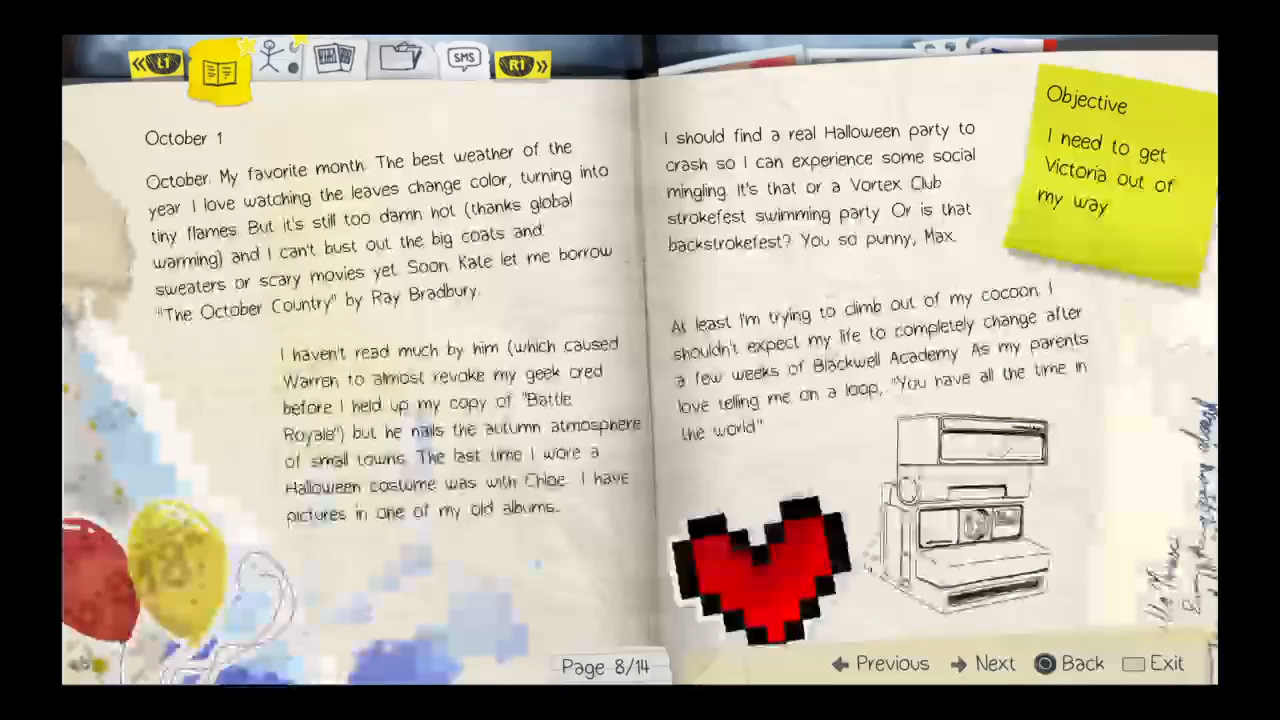 L1
SMS
R1
October 1
October. My favorite month. The best weather of the
year. I love watching the leaves change color, turning into
tiny flames. But it's still too damn hot (thanks global
warming) and I can't bust out the big coats and
sweaters or scary movies yet. Soon. Kate let me borrow
"The October Country" by Ray Bradbury.
I haven't read much by him (which caused
Warren to almost revoke my geek cred
before I held up my copy of "Battle
Royale") but he nails the autumn atmosphere
of small towns. The last time I wore a
Halloween costume was with Chloe. I have
pictures in one of my old albums...
I should find a real Halloween party to
crash so I can experience some social
mingling. It's that or a Vortex Club
strokefest swimming party. Or is that
backstrokefest? You so punny, Max.
At least I'm trying to climb out of my cocoon. I
shouldn't expect my life to completely change after
a few weeks of Blackwell Academy. As my parents
love telling me on a loop, "You have all the time in
the world"
Objective
I need to get
Victoria out of
my way.
Page 8/14
Previous
Next
Back
Exit